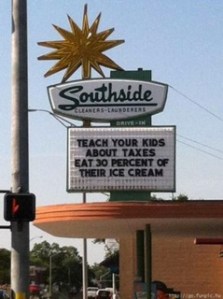 Southside
CLEANERS-LAUNDERERS
DRIVE-IN
TEACH YOUR KIDS
ABOUT TAXES
EAT 30 PERCENT OF
THEIR ICE CREAM